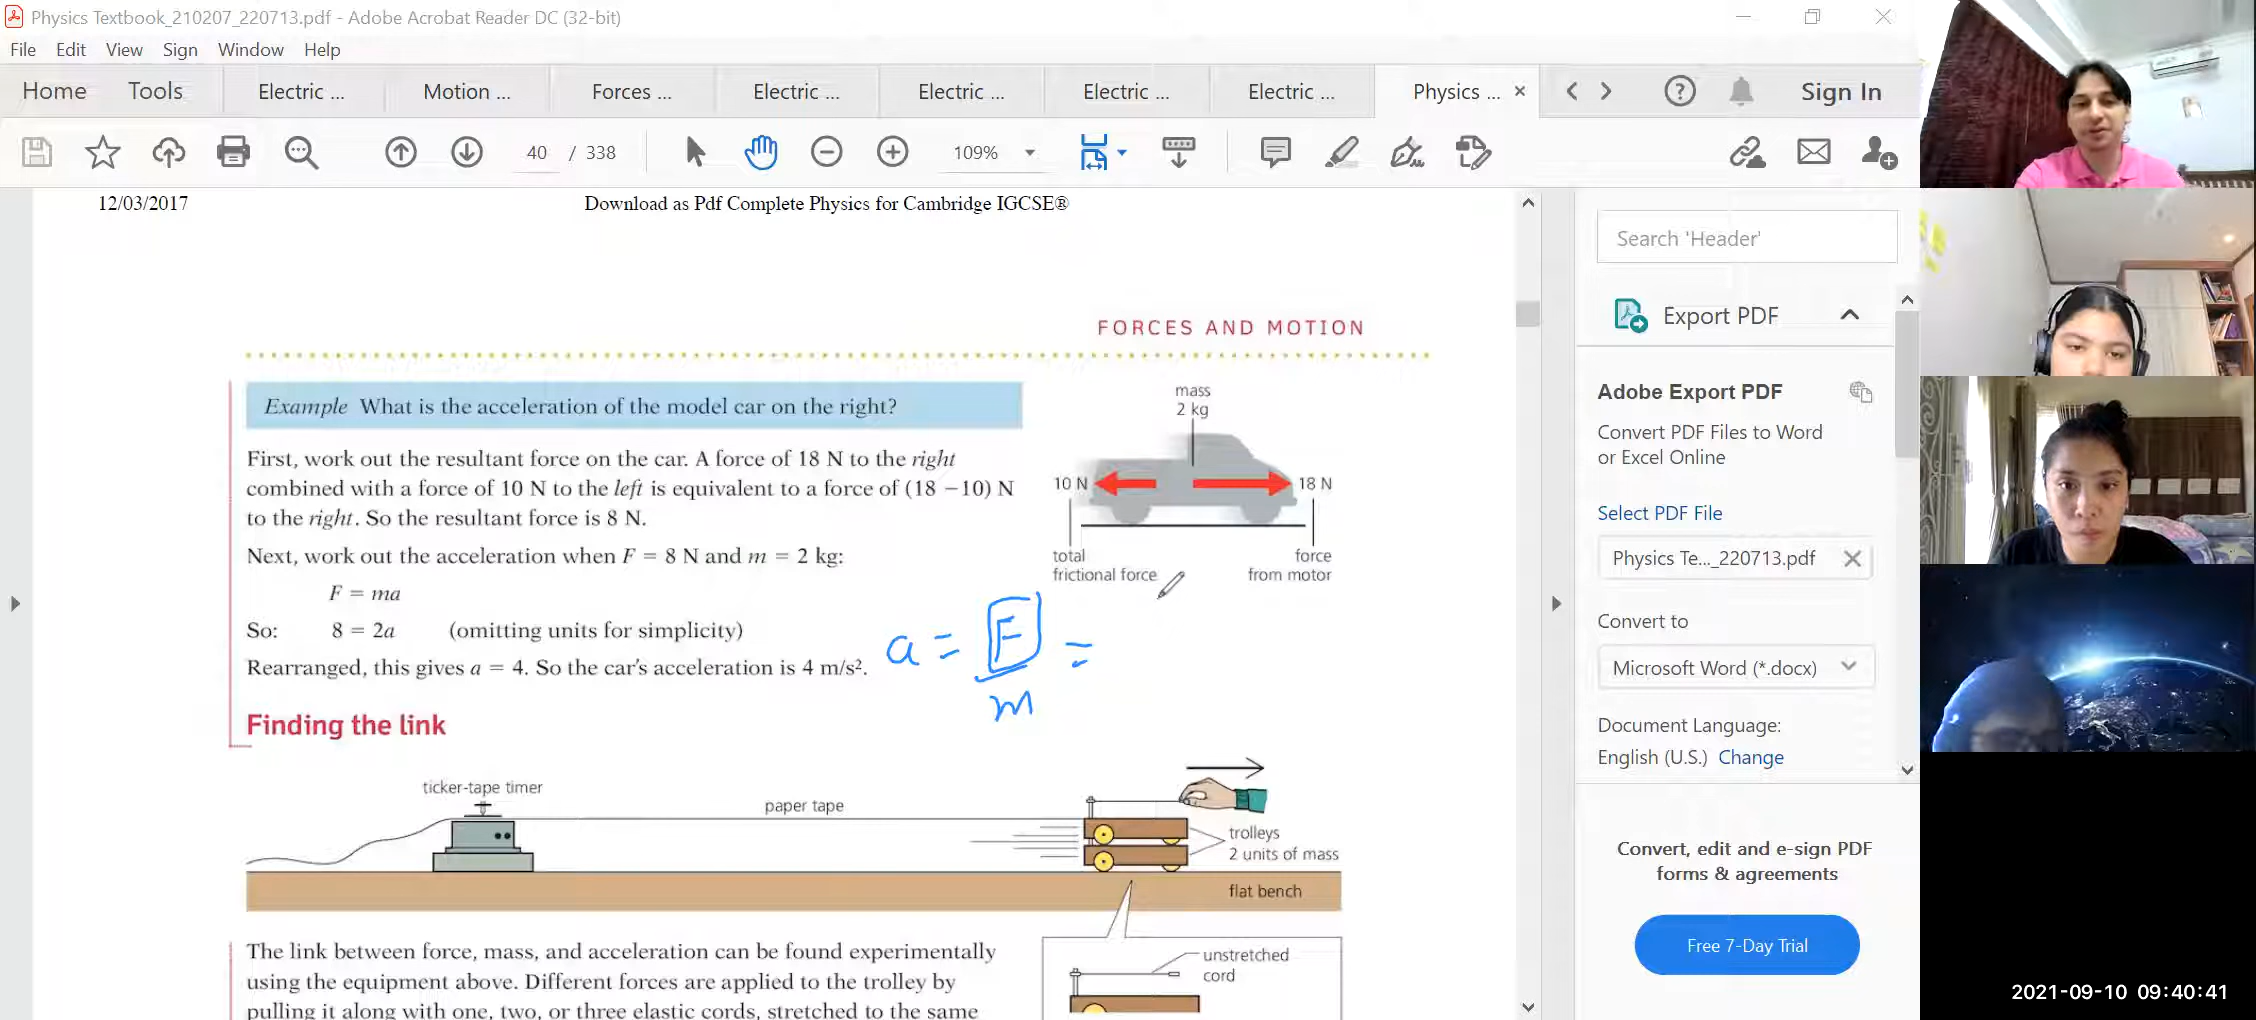 Physics Textbook_210207_220713.pdf - Adobe Acrobat Reader DC (32-bit)
File Edit View Sign Window Help
Home Tools Electric ... Motion ... Forces ... Electric ... Electric ... Electric ... Electric ... Physics ... × Sign In
40 / 338 109%
12/03/2017 Download as Pdf Complete Physics for Cambridge IGCSE®
FORCES AND MOTION
Example What is the acceleration of the model car on the right?
First, work out the resultant force on the car. A force of 18 N to the right
combined with a force of 10 N to the left is equivalent to a force of (18 − 10) N
to the right. So the resultant force is 8 N.
Next, work out the acceleration when F = 8 N and m = 2 kg:
F = ma
So: 8 = 2a (omitting units for simplicity)
Rearranged, this gives a = 4. So the car's acceleration is 4 m/s².
mass
2 kg
10 N 18 N
total
frictional force
force
from motor
a = F/m =
Finding the link
ticker-tape timer
paper tape
trolleys
2 units of mass
flat bench
The link between force, mass, and acceleration can be found experimentally
using the equipment above. Different forces are applied to the trolley by
pulling it along with one, two, or three elastic cords, stretched to the same
unstretched
cord
Search 'Header'
Export PDF
Adobe Export PDF
Convert PDF Files to Word
or Excel Online
Select PDF File
Physics Te..._220713.pdf
Convert to
Microsoft Word (*.docx)
Document Language:
English (U.S.) Change
Convert, edit and e-sign PDF
forms & agreements
Free 7-Day Trial
2021-09-10 09:40:41